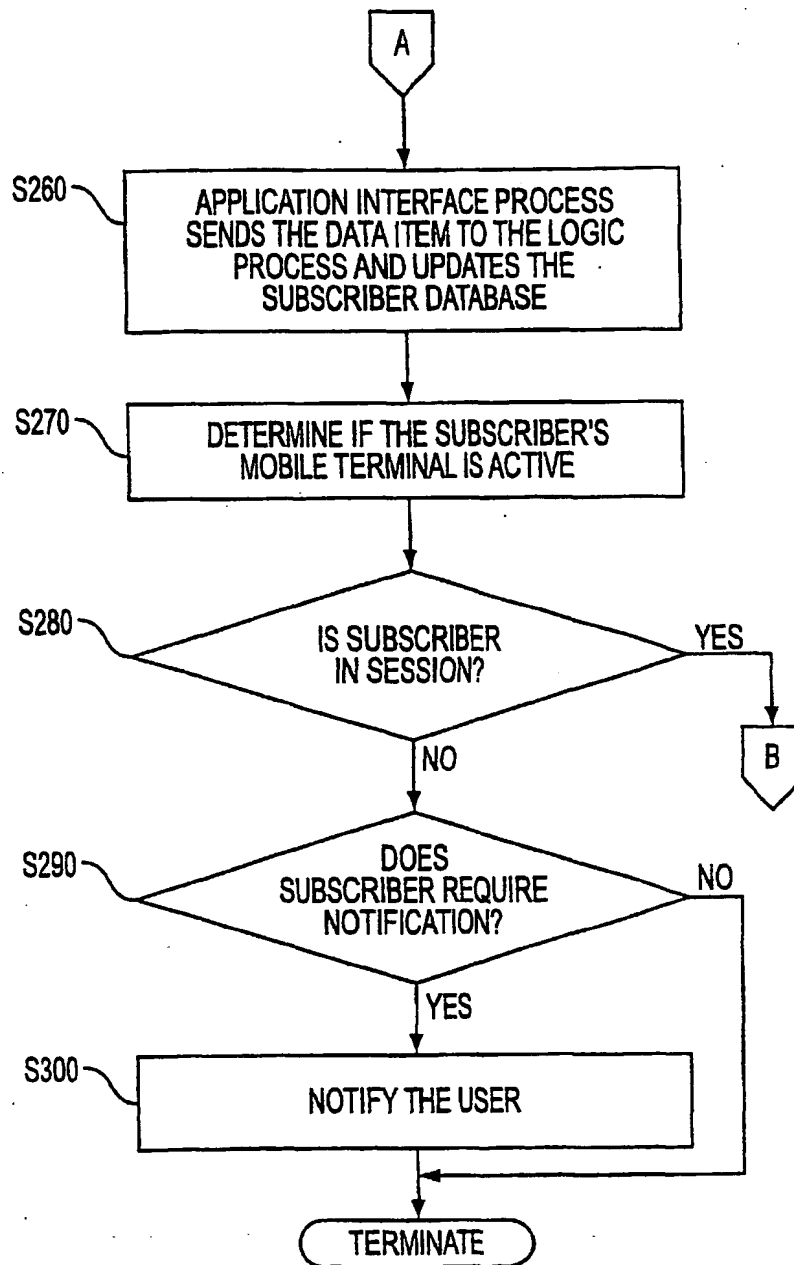 A
S260
APPLICATION INTERFACE PROCESS
SENDS THE DATA ITEM TO THE LOGIC
PROCESS AND UPDATES THE
SUBSCRIBER DATABASE
S270
DETERMINE IF THE SUBSCRIBER'S
MOBILE TERMINAL IS ACTIVE
S280
IS SUBSCRIBER
IN SESSION?
YES
B
NO
S290
DOES
SUBSCRIBER REQUIRE
NOTIFICATION?
NO
YES
S300
NOTIFY THE USER
TERMINATE